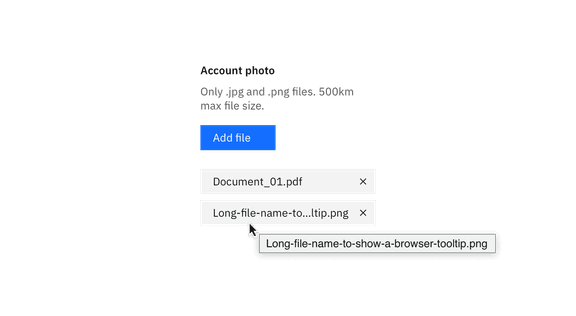 Account photo
Only .jpg and .png files. 500km
max file size.
Add file
Document_01.pdf
Long-file-name-to...ltip.png
Long-file-name-to-show-a-browser-tooltip.png